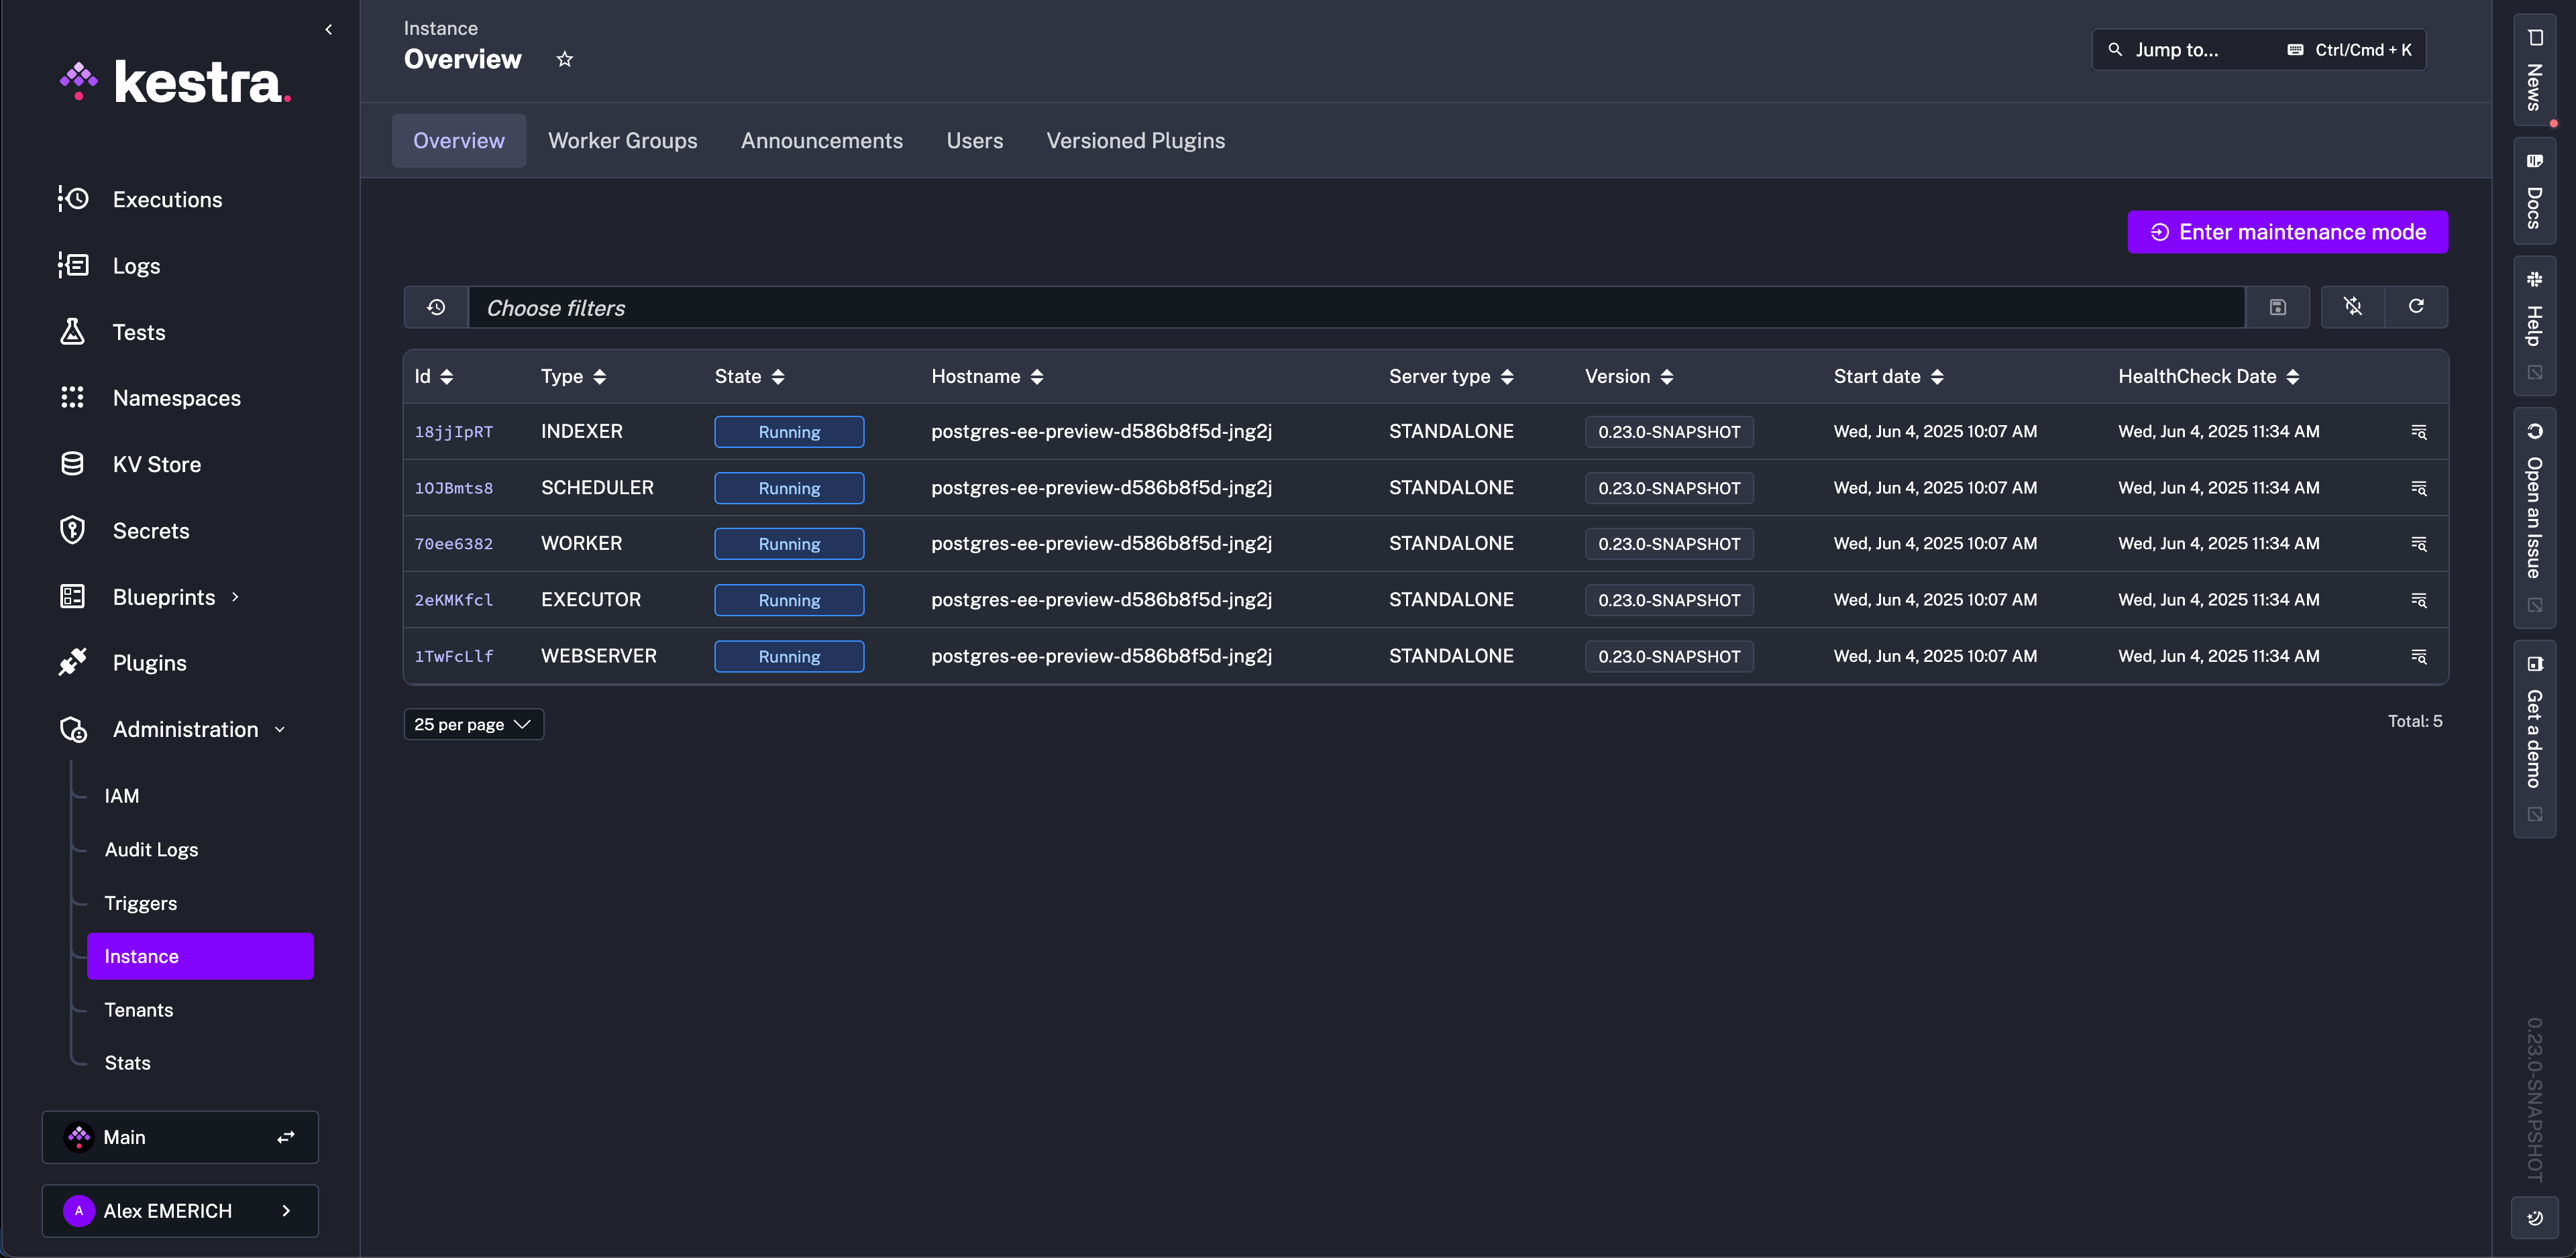 kestra.
Executions
Logs
Tests
Namespaces
KV Store
Secrets
Blueprints
Plugins
Administration
IAM
Audit Logs
Triggers
Instance
Tenants
Stats
Main
A Alex EMERICH
Instance
Overview
Jump to... Ctrl/Cmd + K
Overview Worker Groups Announcements Users Versioned Plugins
Enter maintenance mode
Choose filters
Id Type State Hostname Server type Version Start date HealthCheck Date
18jjIpRT INDEXER Running postgres-ee-preview-d586b8f5d-jng2j STANDALONE 0.23.0-SNAPSHOT Wed, Jun 4, 2025 10:07 AM Wed, Jun 4, 2025 11:34 AM
1OJBmts8 SCHEDULER Running postgres-ee-preview-d586b8f5d-jng2j STANDALONE 0.23.0-SNAPSHOT Wed, Jun 4, 2025 10:07 AM Wed, Jun 4, 2025 11:34 AM
70ee6382 WORKER Running postgres-ee-preview-d586b8f5d-jng2j STANDALONE 0.23.0-SNAPSHOT Wed, Jun 4, 2025 10:07 AM Wed, Jun 4, 2025 11:34 AM
2eKMKfcl EXECUTOR Running postgres-ee-preview-d586b8f5d-jng2j STANDALONE 0.23.0-SNAPSHOT Wed, Jun 4, 2025 10:07 AM Wed, Jun 4, 2025 11:34 AM
1TwFcLlf WEBSERVER Running postgres-ee-preview-d586b8f5d-jng2j STANDALONE 0.23.0-SNAPSHOT Wed, Jun 4, 2025 10:07 AM Wed, Jun 4, 2025 11:34 AM
25 per page Total: 5
News
Docs
Help
Open an Issue
Get a demo
0.23.0-SNAPSHOT